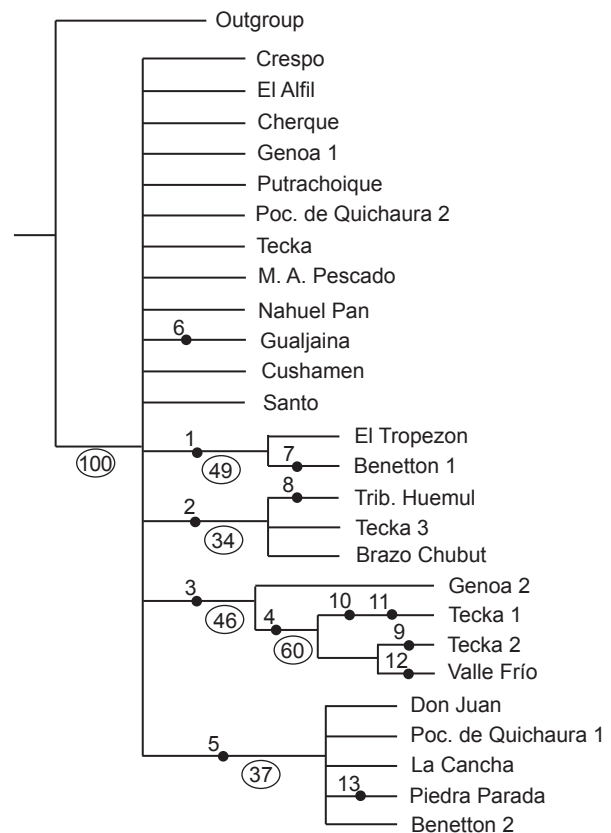 Outgroup
Crespo
El Alfil
Cherque
Genoa 1
Putrachoique
Poc. de Quichaura 2
Tecka
M. A. Pescado
Nahuel Pan
6
Gualjaina
Cushamen
Santo
El Tropezon
1
100
49
7
Benetton 1
8
Trib. Huemul
2
Tecka 3
34
Brazo Chubut
3
Genoa 2
46
4
10
11
Tecka 1
60
9
Tecka 2
12
Valle Frío
Don Juan
5
Poc. de Quichaura 1
37
La Cancha
13
Piedra Parada
Benetton 2